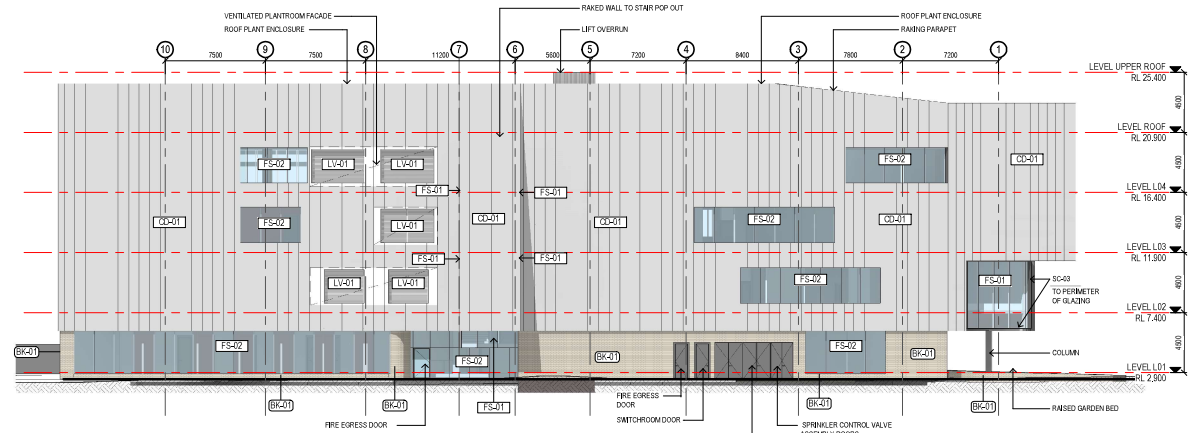 RAKED WALL TO STAIR POP OUT
VENTILATED PLANTROOM FACADE
ROOF PLANT ENCLOSURE
ROOF PLANT ENCLOSURE
LIFT OVERRUN
RAKING PARAPET
10
9
8
7
6
5
4
3
2
1
7500
7500
11200
5600
7200
8400
7800
7200
LEVEL UPPER ROOF
RL 25.400
4500
LEVEL ROOF
RL 20.900
4500
LEVEL L04
RL 16.400
4500
LEVEL L03
RL 11.900
4500
LEVEL L02
RL 7.400
4500
LEVEL L01
RL 2.900
FS-02
LV-01
LV-01
FS-02
CD-01
FS-01
FS-01
CD-01
FS-02
LV-01
CD-01
CD-01
FS-02
CD-01
FS-01
FS-01
LV-01
LV-01
FS-02
FS-01
SC-03
TO PERIMETER
OF GLAZING
BK-01
FS-02
FS-02
BK-01
FS-02
BK-01
COLUMN
BK-01
BK-01
FS-01
BK-01
BK-01
RAISED GARDEN BED
FIRE EGRESS DOOR
FIRE EGRESS
DOOR
SWITCHROOM DOOR
SPRINKLER CONTROL VALVE